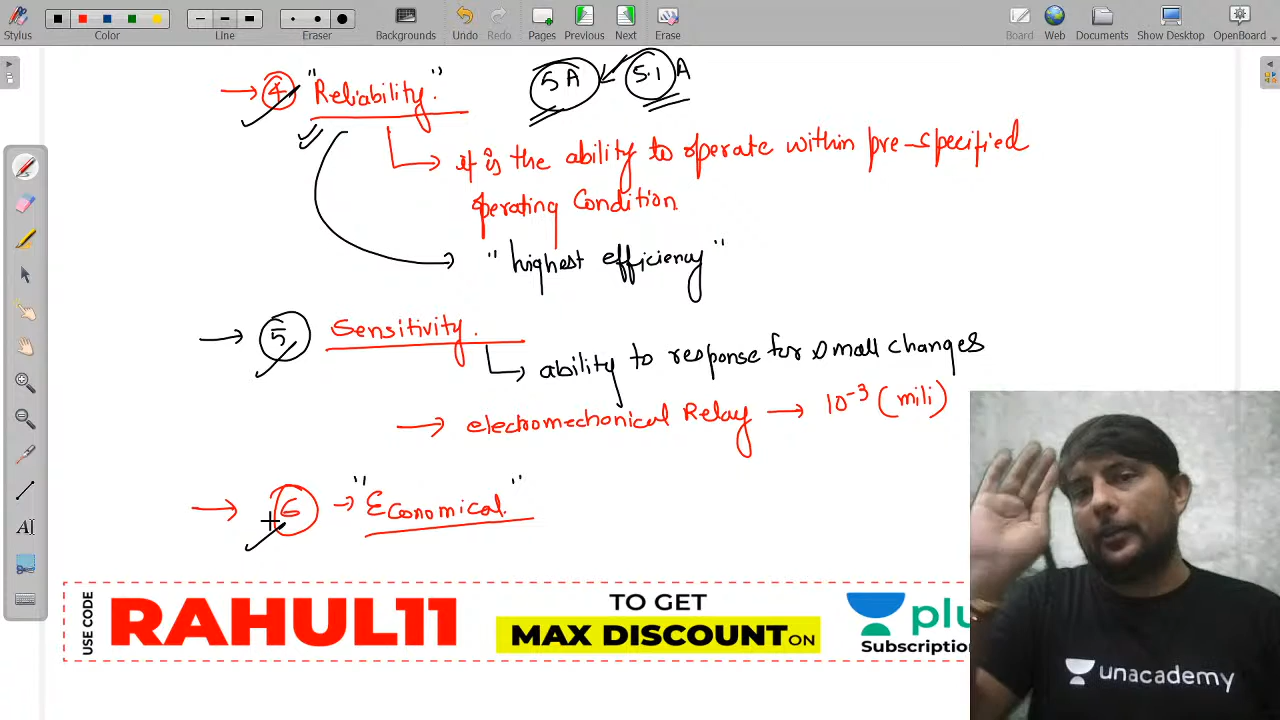 Stylus
Color
Line
Eraser
Backgrounds
Undo
Redo
Pages
Previous
Next
Erase
Board
Web
Documents
Show Desktop
OpenBoard
→ 4 "Reliability."
5A ← 5.1 A
→ it is the ability to operate within pre-specified
operating Condition
→ "highest efficiency"
→ 5 Sensitivity.
→ ability to response for small changes
→ electromechanical Relay → 10⁻³ (mili)
→ 6 → "Economical."
USE CODE
RAHUL11
TO GET
MAX DISCOUNT ON
plu
Subscription
unacademy